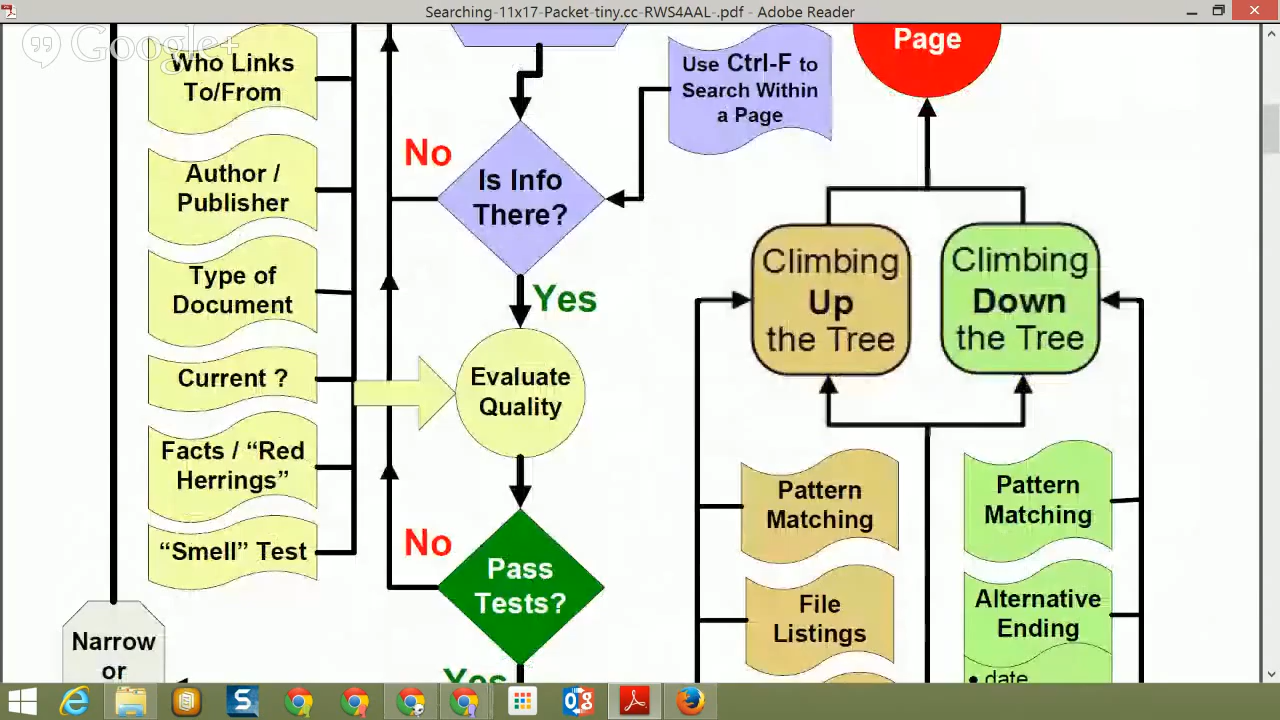 Searching-11x17-Packet-tiny.cc-RWS4AAL-.pdf - Adobe Reader
Google+
Who Links
To/From
Author /
Publisher
Type of
Document
Current ?
Facts / “Red
Herrings”
“Smell” Test
Narrow
or
No
Is Info
There?
Yes
Evaluate
Quality
No
Pass
Tests?
Yes
Use Ctrl-F to
Search Within
a Page
Page
Climbing
Up
the Tree
Climbing
Down
the Tree
Pattern
Matching
File
Listings
Pattern
Matching
Alternative
Ending
• date